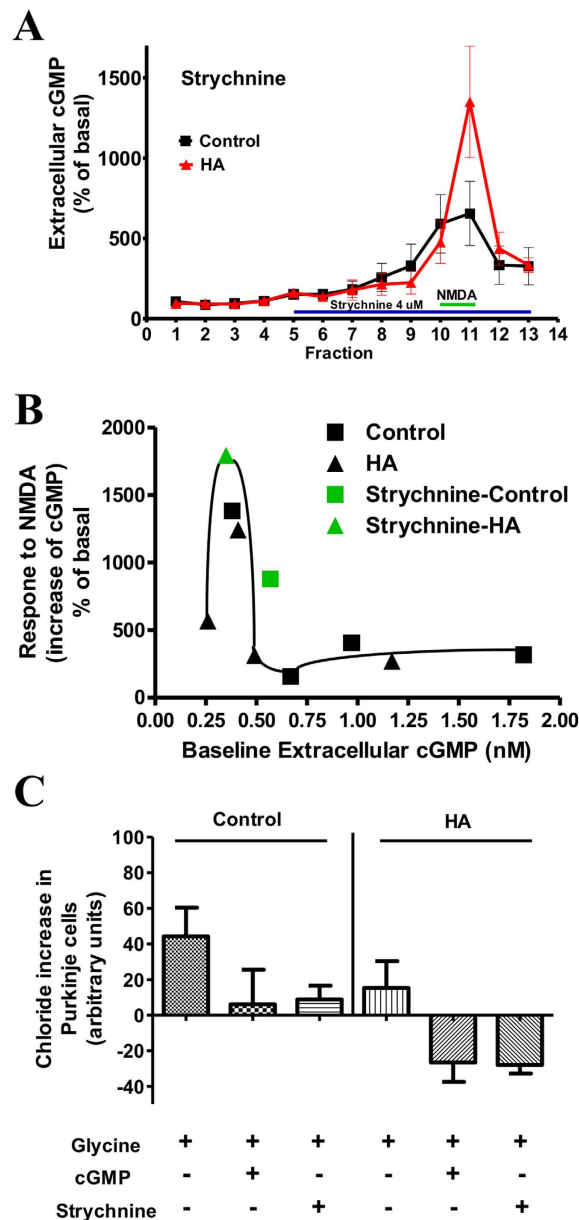 A
Extracellular cGMP
(% of basal)
1500
1000
500
0
Strychnine
Control
HA
Strychnine 4 uM
NMDA
1 2 3 4 5 6 7 8 9 10 11 12 13 14
Fraction
B
Respone to NMDA
(increase of cGMP)
% of basal
2000
1500
1000
500
0
Control
HA
Strychnine-Control
Strychnine-HA
0.00 0.25 0.50 0.75 1.00 1.25 1.50 1.75 2.00
Baseline Extracellular cGMP (nM)
C
Chloride increase in
Purkinje cells
(arbitrary units)
100
80
60
40
20
0
-20
-40
Control
HA
Glycine + + + + + +
cGMP - + - - + -
Strychnine - - + - - +